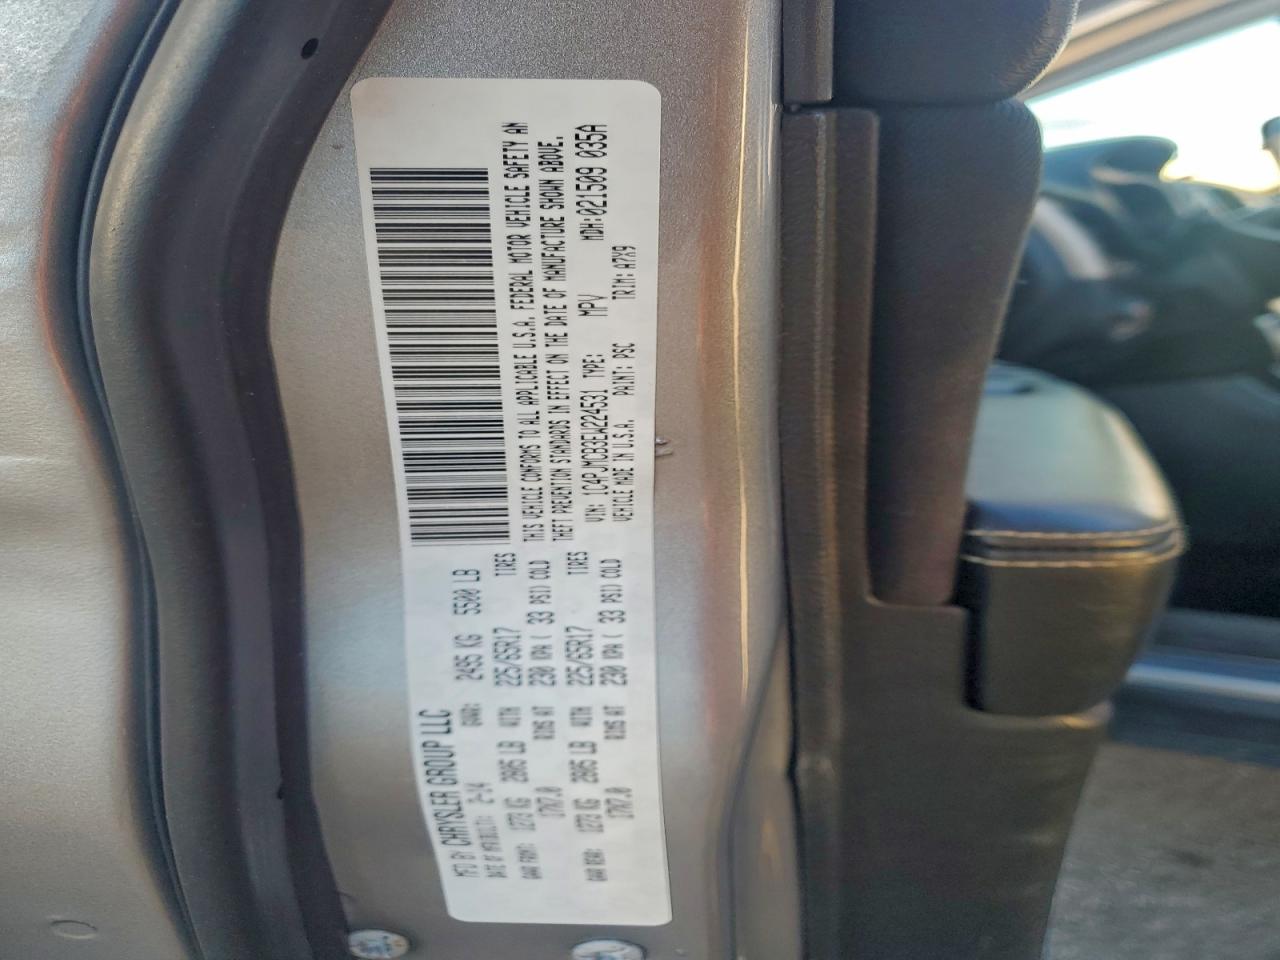 MFD BY CHRYSLER GROUP LLC
DATE OF MFR(BUILT): 2-14 GVWR: 2495 KG 5500 LB
GAWR FRONT: 1273 KG 2805 LB WITH 225/65R17 TIRES
17X7.0 RIMS AT 230 KPA ( 33 PSI) COLD
GAWR REAR: 1273 KG 2805 LB WITH 225/65R17 TIRES
17X7.0 RIMS AT 230 KPA ( 33 PSI) COLD
THIS VEHICLE CONFORMS TO ALL APPLICABLE U.S.A. FEDERAL MOTOR VEHICLE SAFETY AN
THEFT PREVENTION STANDARDS IN EFFECT ON THE DATE OF MANUFACTURE SHOWN ABOVE.
VIN: 1C4PJMCB3EW224531 TYPE: MPV MDH:021509 035A
VEHICLE MADE IN U.S.A. PAINT: PSC TRIM: A7X9